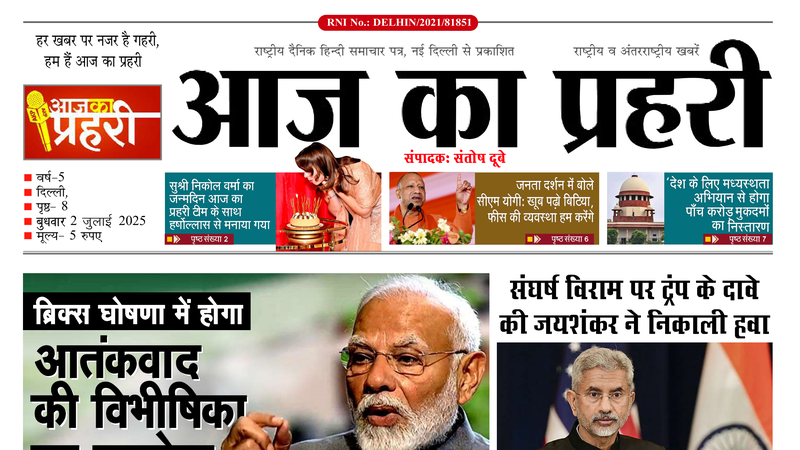 RNI No.: DELHIN/2021/81851
हर खबर पर नजर है गहरी,
हम हैं आज का प्रहरी
राष्ट्रीय दैनिक हिन्दी समाचार पत्र, नई दिल्ली से प्रकाशित
राष्ट्रीय व अंतरराष्ट्रीय खबरें
आज का प्रहरी
आज का
प्रहरी
संपादक: संतोष दूबे
वर्ष-5
दिल्ली,
पृष्ठ- 8
बुधवार 2 जुलाई 2025
मूल्य- 5 रुपए
सुश्री निकोल वर्मा का
जन्मदिन आज का
प्रहरी टीम के साथ
हर्षोल्लास से मनाया गया
पृष्ठ संख्या 2
जनता दर्शन में बोले
सीएम योगी: खूब पढ़ो बिटिया,
फीस की व्यवस्था हम करेंगे
पृष्ठ संख्या 6
'देश के लिए मध्यस्थता
अभियान से होगा
पाँच करोड़ मुकदमों
का निस्तारण
पृष्ठ संख्या 7
ब्रिक्स घोषणा में होगा
आतंकवाद
की विभीषिका
संघर्ष विराम पर ट्रंप के दावे
की जयशंकर ने निकाली हवा